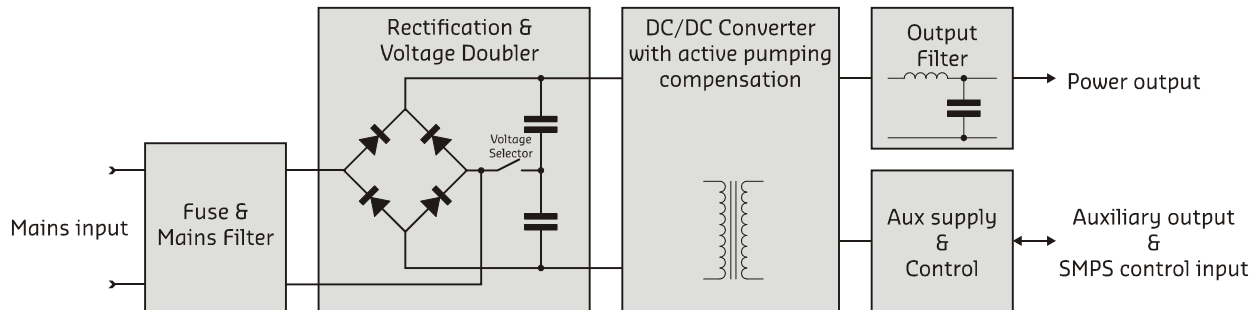 Mains input
Fuse &
Mains Filter
Rectification &
Voltage Doubler
Voltage
Selector
DC/DC Converter
with active pumping
compensation
Output
Filter
Power output
Aux supply
&
Control
Auxiliary output
&
SMPS control input